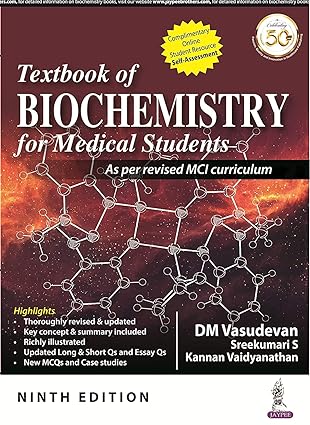 Complimentary
Online
Student Resource
Self-Assessment
Celebrating
50
Textbook of
BIOCHEMISTRY
for Medical Students
As per revised MCI curriculum
Highlights
• Thoroughly revised & updated
• Key concept & summary included
• Richly illustrated
• Updated Long & Short Qs and Essay Qs
• New MCQs and Case studies
DM Vasudevan
Sreekumari S
Kannan Vaidyanathan
NINTH EDITION
JAYPEE